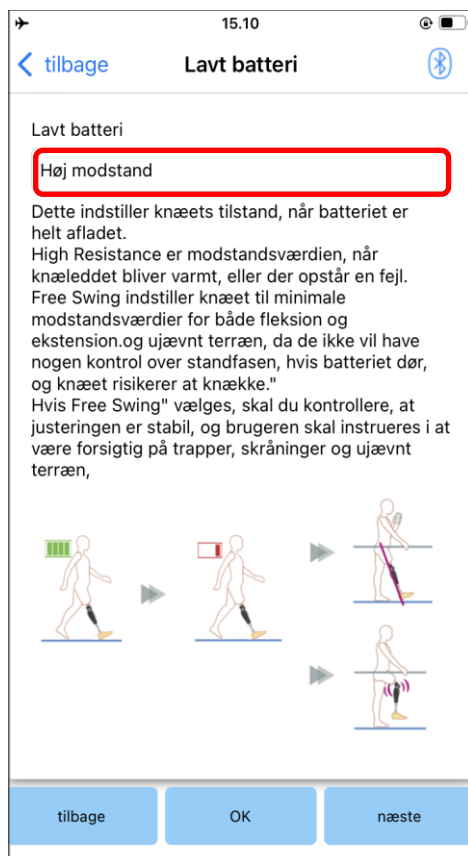 15.10
tilbage
Lavt batteri
Lavt batteri
Høj modstand
Dette indstiller knæets tilstand, når batteriet er
helt afladet.
High Resistance er modstandsværdien, når
knæleddet bliver varmt, eller der opstår en fejl.
Free Swing indstiller knæet til minimale
modstandsværdier for både fleksion og
ekstension.og ujævnt terræn, da de ikke vil have
nogen kontrol over standfasen, hvis batteriet dør,
og knæet risikerer at knække."
Hvis Free Swing" vælges, skal du kontrollere, at
justeringen er stabil, og brugeren skal instrueres i at
være forsigtig på trapper, skråninger og ujævnt
terræn,
tilbage
OK
næste